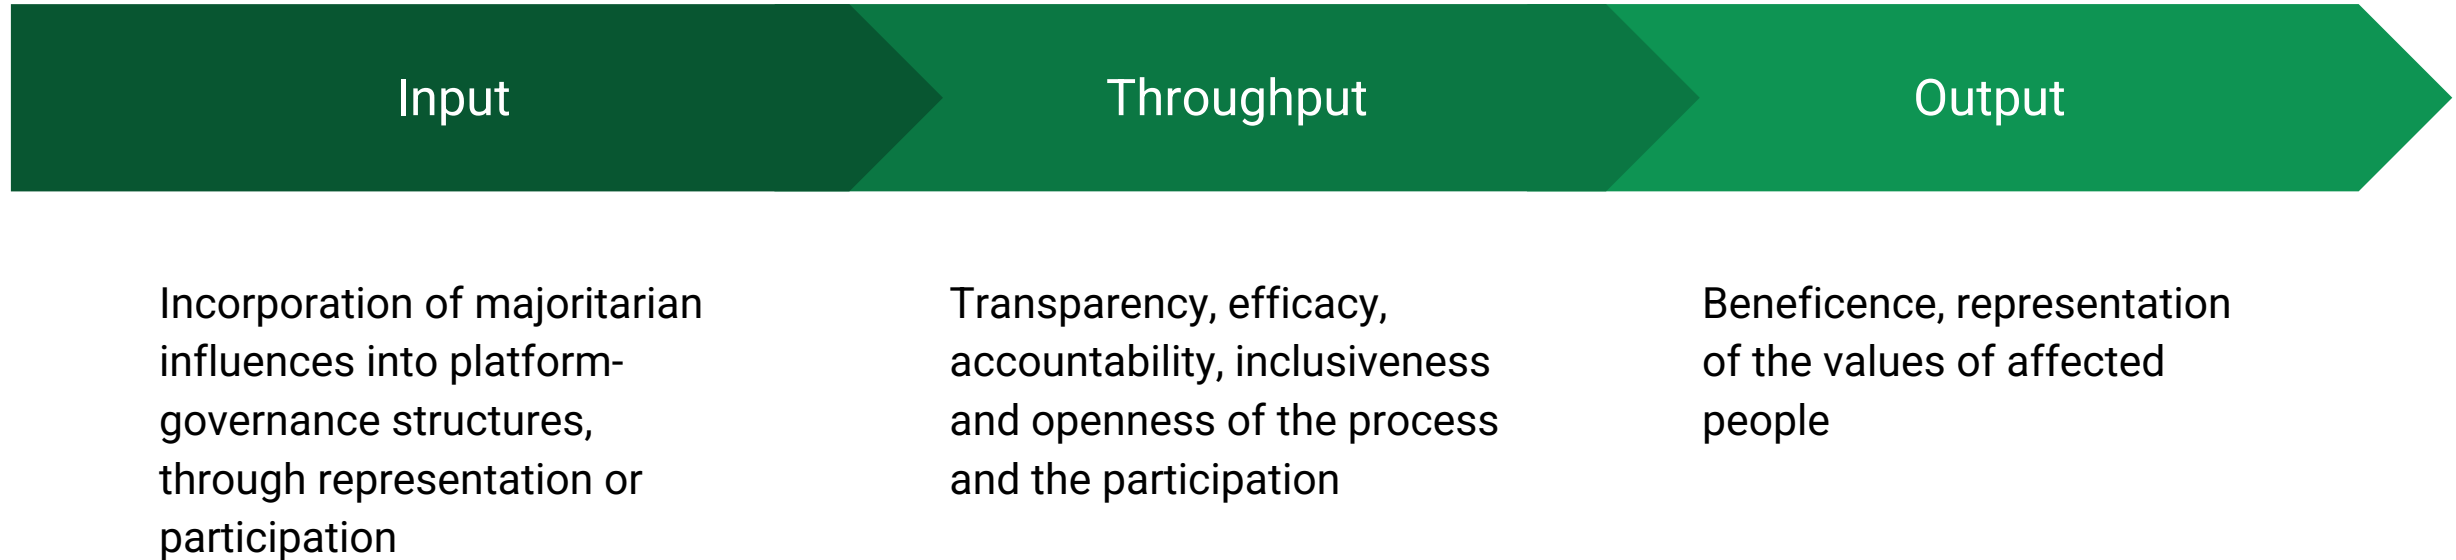 Input
Throughput
Output
Incorporation of majoritarian
influences into platform-
governance structures,
through representation or
participation
Transparency, efficacy,
accountability, inclusiveness
and openness of the process
and the participation
Beneficence, representation
of the values of affected
people